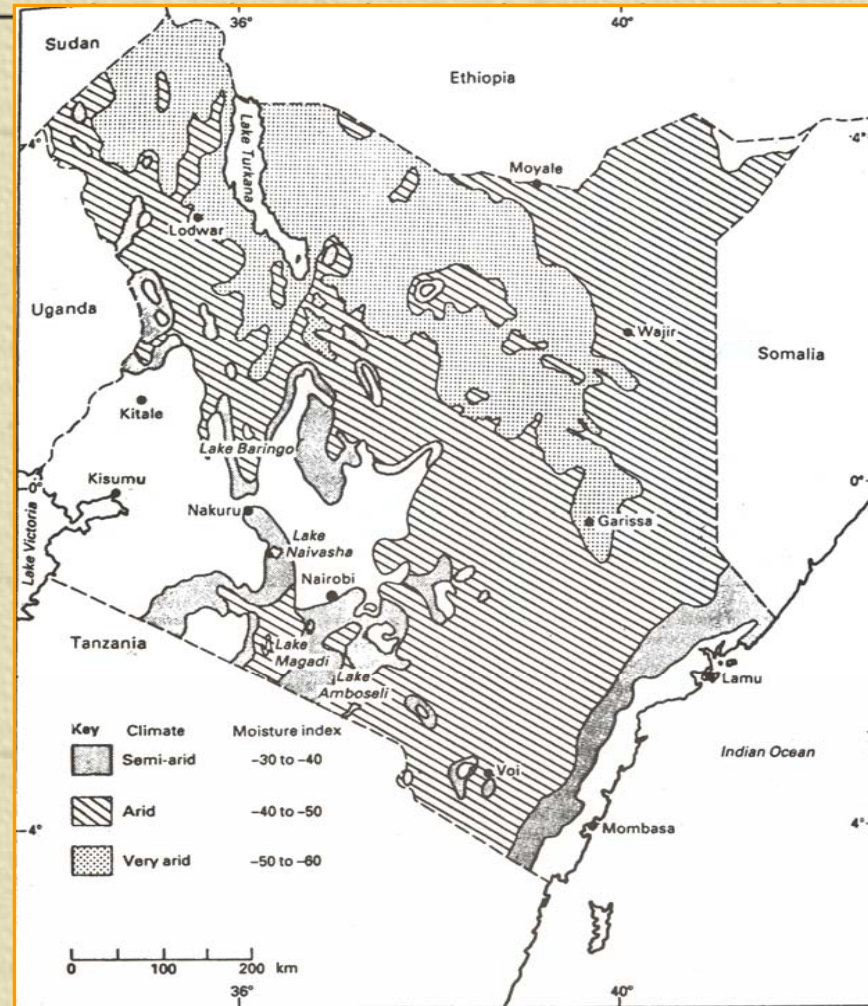 36°
40°
Sudan
Ethiopia
4°
4°
Lake Turkana
Moyale
Lodwar
Uganda
Wajir
Somalia
Kitale
Lake Baringo
Kisumu
0°
0°
Nakuru
Garissa
Lake Victoria
Lake
Naivasha
Nairobi
Tanzania
Lake
Magadi
Lake
Amboseli
Lamu
Key Climate Moisture index
Indian Ocean
Semi-arid -30 to -40
Voi
Arid -40 to -50
Mombasa
4°
4°
Very arid -50 to -60
0 100 200 km
36°
40°